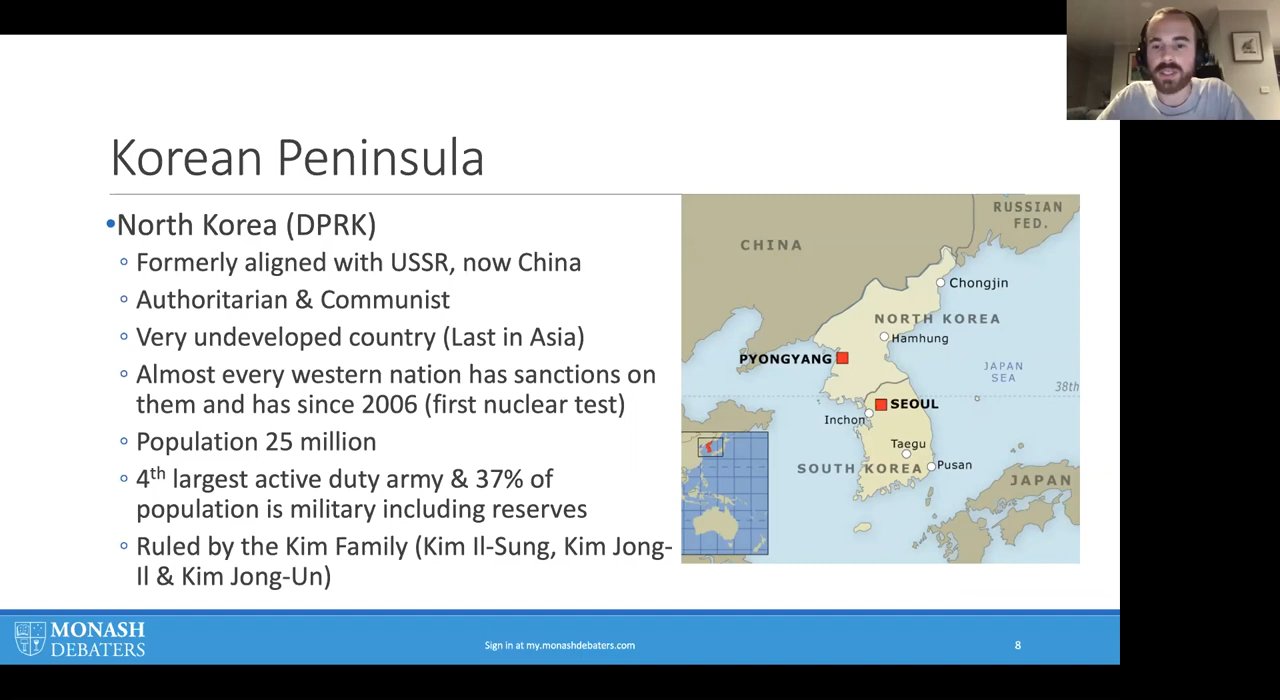 Korean Peninsula
•North Korea (DPRK)
◦ Formerly aligned with USSR, now China
◦ Authoritarian & Communist
◦ Very undeveloped country (Last in Asia)
◦ Almost every western nation has sanctions on
them and has since 2006 (first nuclear test)
◦ Population 25 million
◦ 4th largest active duty army & 37% of
population is military including reserves
◦ Ruled by the Kim Family (Kim Il-Sung, Kim Jong-
Il & Kim Jong-Un)
RUSSIAN
FED.
CHINA
Chongjin
NORTH KOREA
Hamhung
PYONGYANG
JAPAN
SEA
38th
SEOUL
Inchon
Taegu
SOUTH KOREA
Pusan
JAPAN
MONASH
DEBATERS
Sign in at my.monashdebaters.com
8